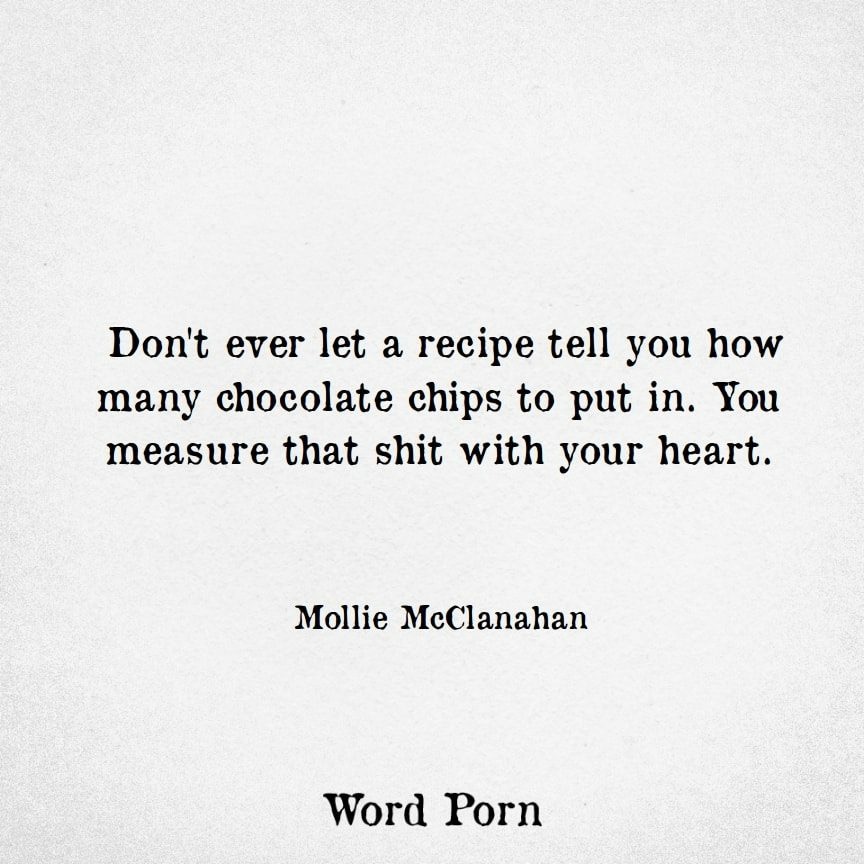 Don't ever let a recipe tell you how
many chocolate chips to put in. You
measure that shit with your heart.
Mollie McClanahan
Word Porn